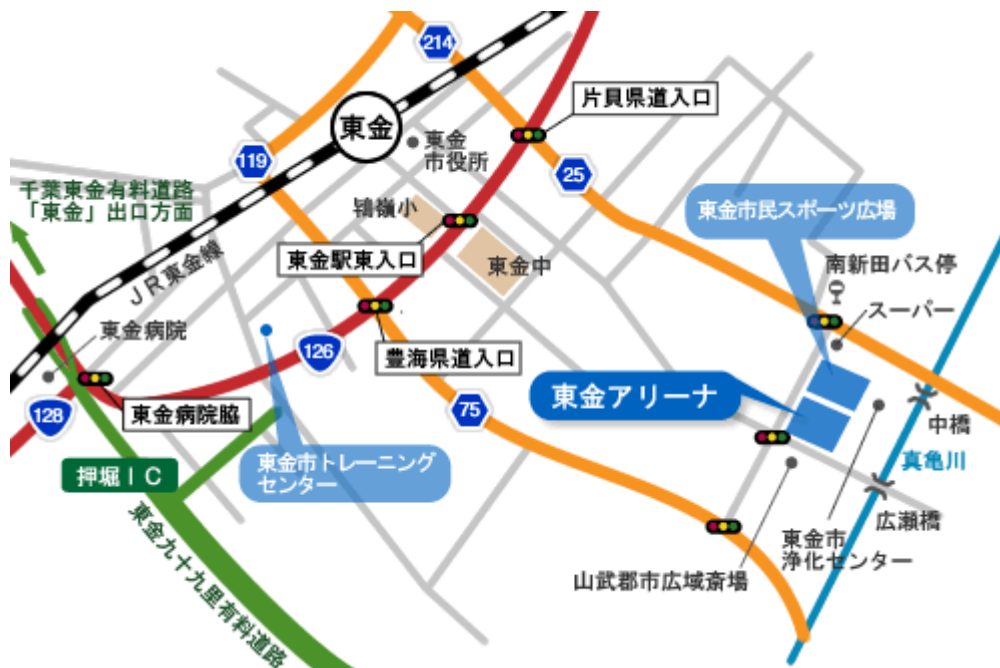 214
片貝県道入口
東金
東金
市役所
119
25
千葉東金有料道路
「東金」出口方面
鴇嶺小
東金市民スポーツ広場
東金駅東入口
東金中
JR東金線
南新田バス停
スーパー
東金病院
126
豊海県道入口
東金アリーナ
128
東金病院脇
75
中橋
真亀川
押堀IC
東金市トレーニング
センター
広瀬橋
東金市
浄化センター
山武郡市広域斎場
東金九十九里有料道路